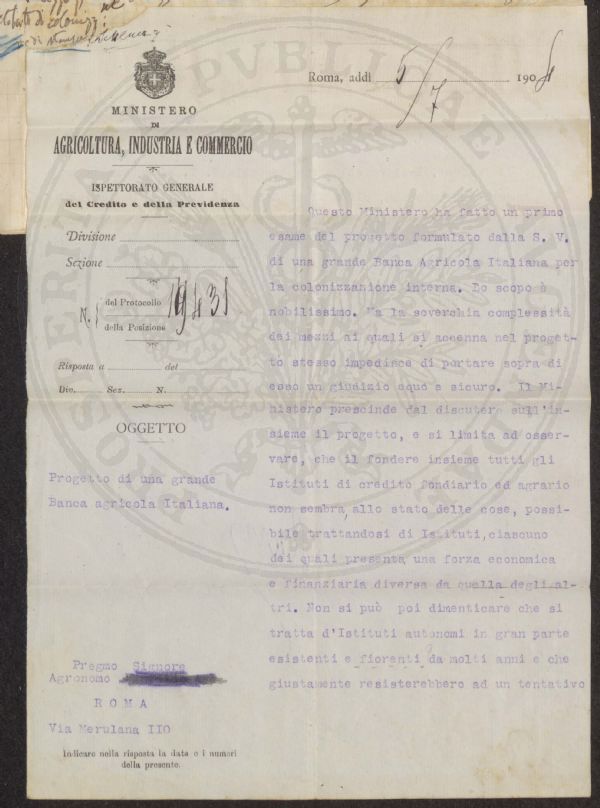 Roma, addì 5/7 1908
MINISTERO
DI
AGRICOLTURA, INDUSTRIA E COMMERCIO
ISPETTORATO GENERALE
del Credito e della Previdenza
Divisione
Sezione
N. del Protocollo 19431
della Posizione
Risposta a del
Div. Sez. N.
OGGETTO
Progetto di una grande
Banca agricola Italiana.
Pregmo Signore
Agronomo
ROMA
Via Merulana IIO
Indicare nella risposta la data e i numeri
della presente.
Questo Ministero ha fatto un primo
esame del progetto formulato dalla S. V.
di una grande Banca Agricola Italiana per
la colonizzazione interna. Lo scopo è
nobilissimo. Ma la soverchia complessità
dei mezzi ai quali si accenna nel proget-
to stesso impedisce di portare sopra di
esso un giudizio equo e sicuro. Il Mi-
nistero prescinde dal discutere sull'in-
sieme il progetto, e si limita ad osser-
vare, che il fondere insieme tutti gli
Istituti di credito fondiario ed agrario
non sembra, allo stato delle cose, possi-
bile trattandosi di Istituti, ciascuno
dei quali presenta una forza economica
e finanziaria diversa da quella degli al-
tri. Non si può poi dimenticare che si
tratta d'Istituti autonomi in gran parte
esistenti e fiorenti da molti anni e che
giustamente resisterebbero ad un tentativo